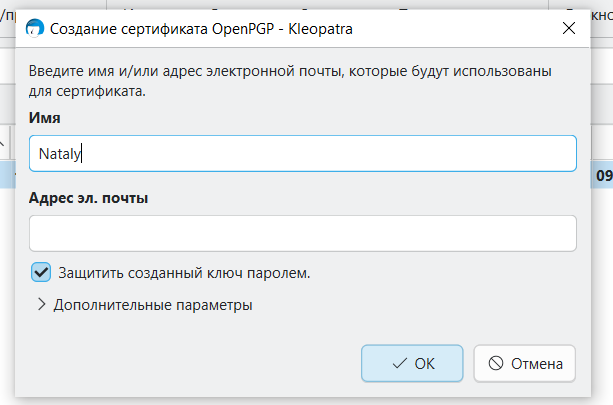 Создание сертификата OpenPGP - Kleopatra
Введите имя и/или адрес электронной почты, которые будут использованы
для сертификата.
Имя
Nataly
Адрес эл. почты
Защитить созданный ключ паролем.
Дополнительные параметры
OK
Отмена
09